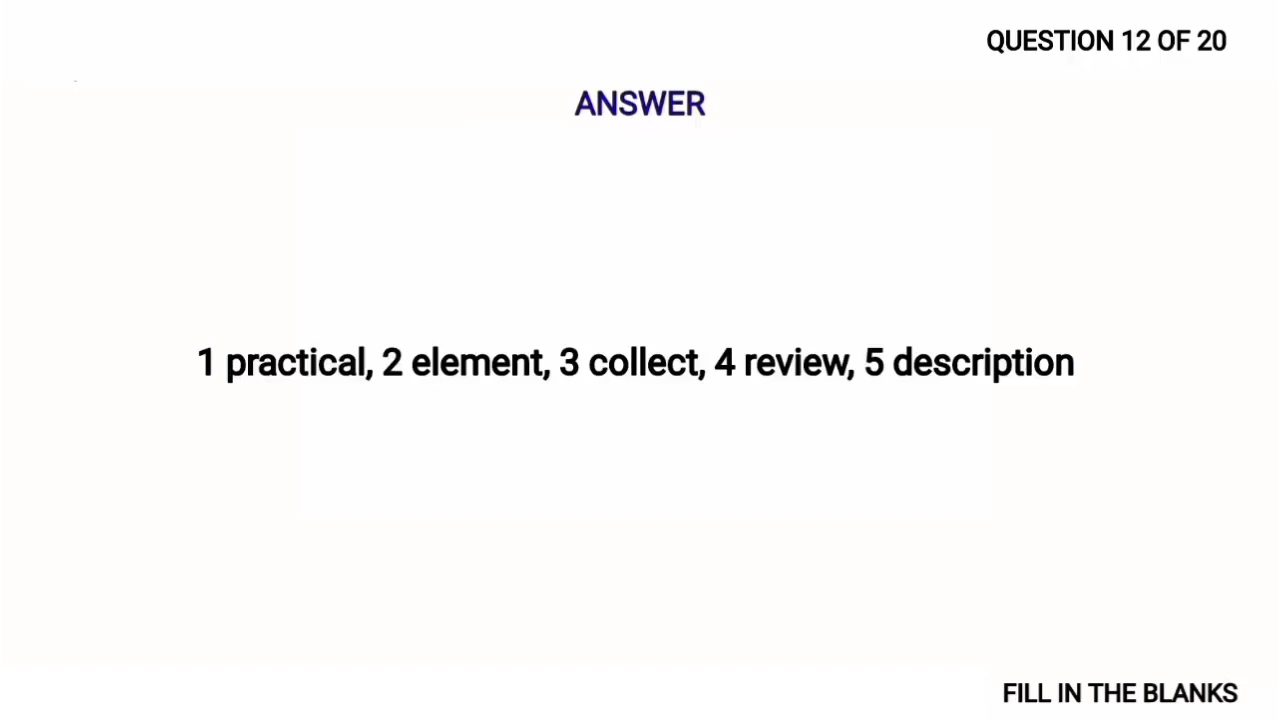 QUESTION 12 OF 20
ANSWER
1 practical, 2 element, 3 collect, 4 review, 5 description
FILL IN THE BLANKS